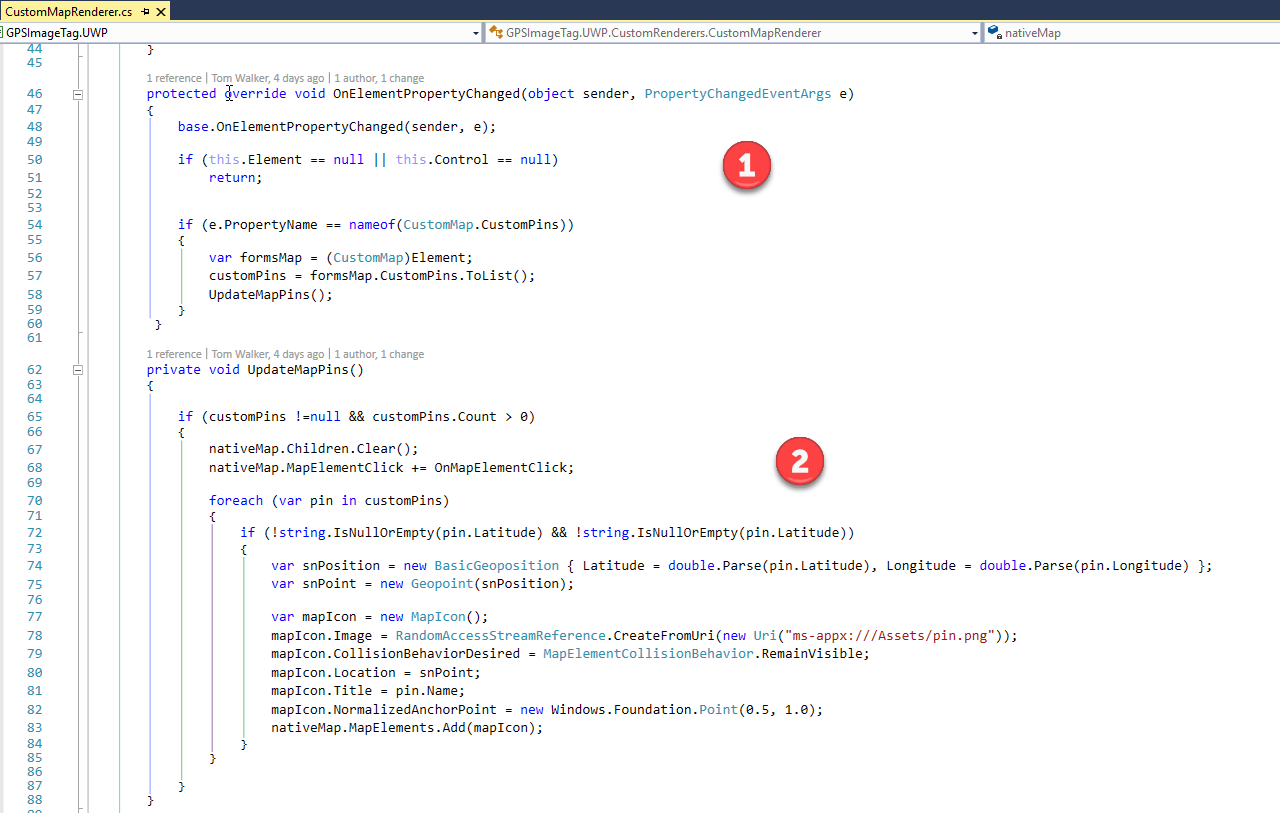 CustomMapRenderer.cs
GPSImageTag.UWP GPSImageTag.UWP.CustomRenderers.CustomMapRenderer nativeMap
44 }
45
1 reference | Tom Walker, 4 days ago | 1 author, 1 change
46 protected override void OnElementPropertyChanged(object sender, PropertyChangedEventArgs e)
47 {
48 base.OnElementPropertyChanged(sender, e);
49
50 if (this.Element == null || this.Control == null)
1
51 return;
52
53
54 if (e.PropertyName == nameof(CustomMap.CustomPins))
55 {
56 var formsMap = (CustomMap)Element;
57 customPins = formsMap.CustomPins.ToList();
58 UpdateMapPins();
59 }
60 }
61
1 reference | Tom Walker, 4 days ago | 1 author, 1 change
62 private void UpdateMapPins()
63 {
64
65 if (customPins !=null && customPins.Count > 0)
66 {
67 nativeMap.Children.Clear();
68 nativeMap.MapElementClick += OnMapElementClick;
2
69
70 foreach (var pin in customPins)
71 {
72 if (!string.IsNullOrEmpty(pin.Latitude) && !string.IsNullOrEmpty(pin.Latitude))
73 {
74 var snPosition = new BasicGeoposition { Latitude = double.Parse(pin.Latitude), Longitude = double.Parse(pin.Longitude) };
75 var snPoint = new Geopoint(snPosition);
76
77 var mapIcon = new MapIcon();
78 mapIcon.Image = RandomAccessStreamReference.CreateFromUri(new Uri("ms-appx:///Assets/pin.png"));
79 mapIcon.CollisionBehaviorDesired = MapElementCollisionBehavior.RemainVisible;
80 mapIcon.Location = snPoint;
81 mapIcon.Title = pin.Name;
82 mapIcon.NormalizedAnchorPoint = new Windows.Foundation.Point(0.5, 1.0);
83 nativeMap.MapElements.Add(mapIcon);
84 }
85 }
86
87 }
88 }